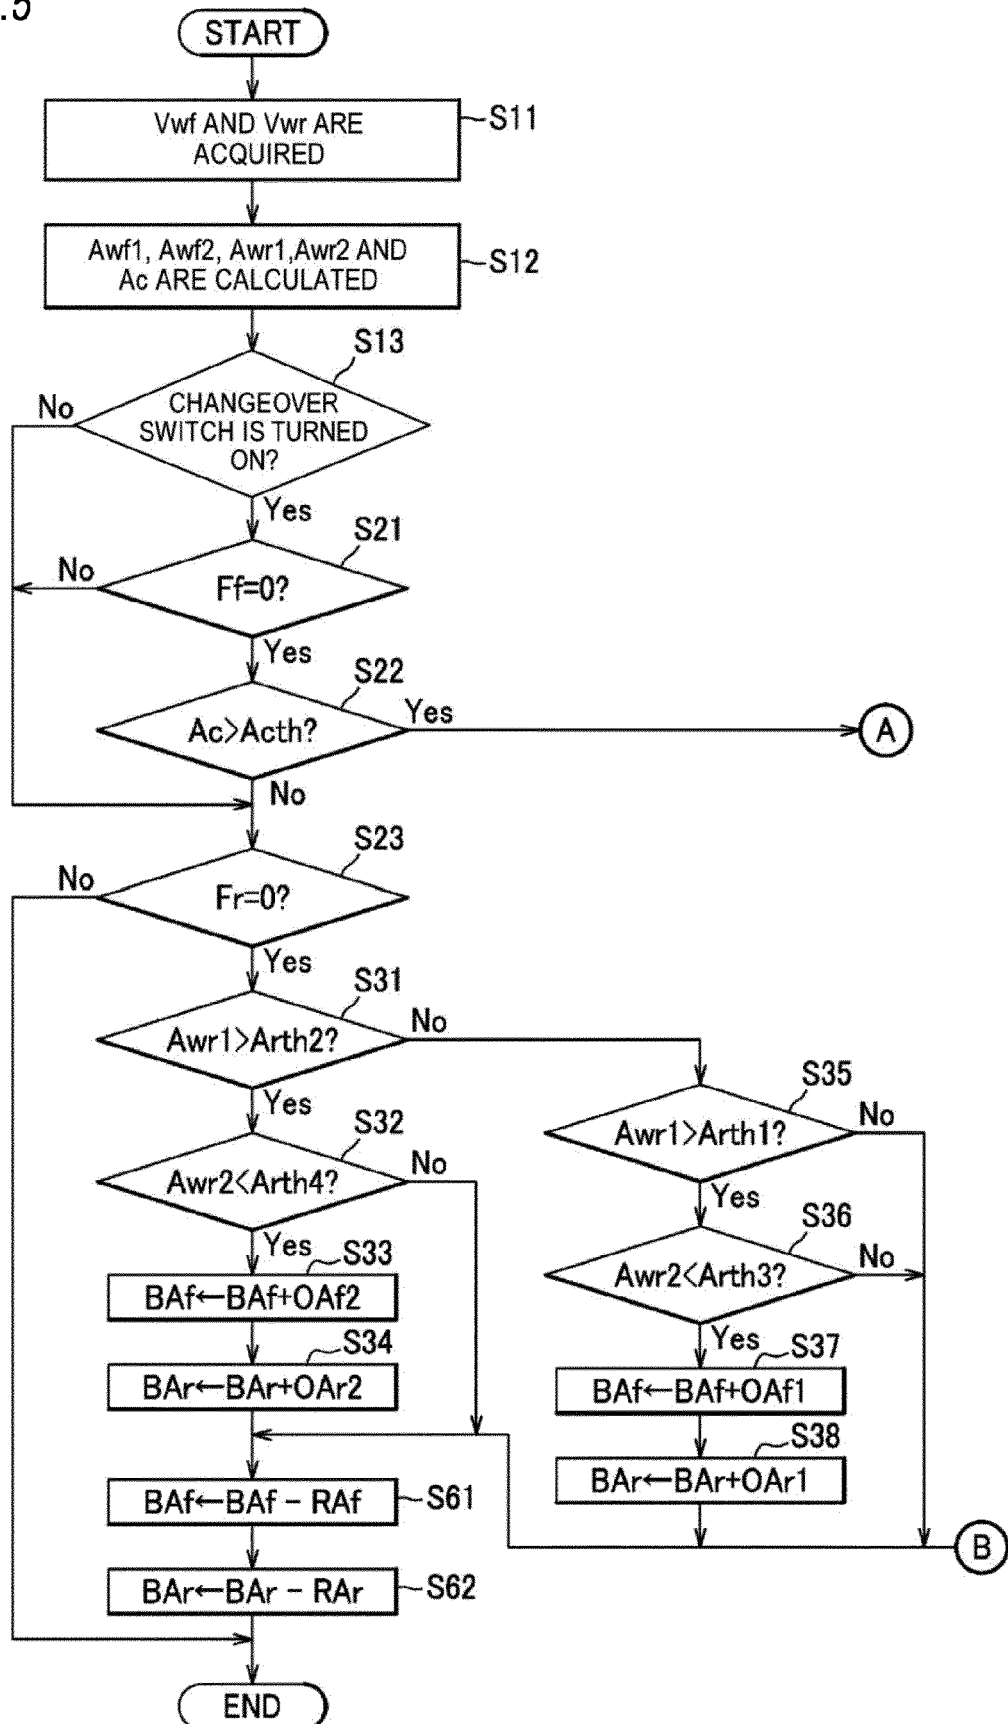 .5
START
Vwf AND Vwr ARE
ACQUIRED
S11
Awf1, Awf2, Awr1,Awr2 AND
Ac ARE CALCULATED
S12
S13
No
CHANGEOVER
SWITCH IS TURNED
ON?
Yes
S21
No
Ff=0?
Yes
S22
Ac>Acth?
Yes
A
No
S23
No
Fr=0?
Yes
S31
Awr1>Arth2?
No
Yes
S35
Awr1>Arth1?
No
S32
Awr2<Arth4?
No
Yes
Yes
S36
Awr2<Arth3?
No
S33
BAf←BAf+OAf2
Yes
S34
BAr←BAr+OAr2
S37
BAf←BAf+OAf1
S38
BAr←BAr+OAr1
BAf←BAf - RAf
S61
B
BAr←BAr - RAr
S62
END